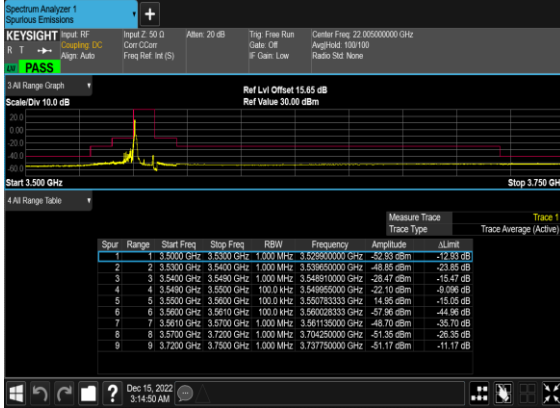 Spectrum Analyzer 1
Spurious Emissions
+
KEYSIGHT Input: RF Input Z: 50 Ω Atten: 20 dB Trig: Free Run Center Freq: 22.005000000 GHz
R T Coupling: DC Corr CCorr Gate: Off Avg|Hold: 100/100
Align: Auto Freq Ref: Int (S) IF Gain: Low Radio Std: None
PASS
3 All Range Graph
Ref Lvl Offset 15.65 dB
Scale/Div 10.0 dB Ref Value 30.00 dBm
20.0
0.00
-20.0
-40.0
-60.0
Start 3.500 GHz Stop 3.750 GH
4 All Range Table
Measure Trace Trace 1
Trace Type Trace Average (Active)
Spur Range Start Freq Stop Freq RBW Frequency Amplitude ΔLimit
1 1 3.5000 GHz 3.5300 GHz 1.000 MHz 3.529900000 GHz -52.93 dBm -12.93 dB
2 2 3.5300 GHz 3.5400 GHz 1.000 MHz 3.539650000 GHz -48.85 dBm -23.85 dB
3 3 3.5400 GHz 3.5490 GHz 1.000 MHz 3.548910000 GHz -28.47 dBm -15.47 dB
4 4 3.5490 GHz 3.5500 GHz 100.0 kHz 3.549955000 GHz -22.10 dBm -9.096 dB
5 5 3.5500 GHz 3.5600 GHz 100.0 kHz 3.550783333 GHz 14.95 dBm -15.05 dB
6 6 3.5600 GHz 3.5610 GHz 100.0 kHz 3.560028333 GHz -57.96 dBm -44.96 dB
7 7 3.5610 GHz 3.5700 GHz 1.000 MHz 3.561135000 GHz -48.70 dBm -35.70 dB
8 8 3.5700 GHz 3.7200 GHz 1.000 MHz 3.704250000 GHz -51.35 dBm -26.35 dB
9 9 3.7200 GHz 3.7500 GHz 1.000 MHz 3.737750000 GHz -51.17 dBm -11.17 dB
? Dec 15, 2022
3:14:50 AM